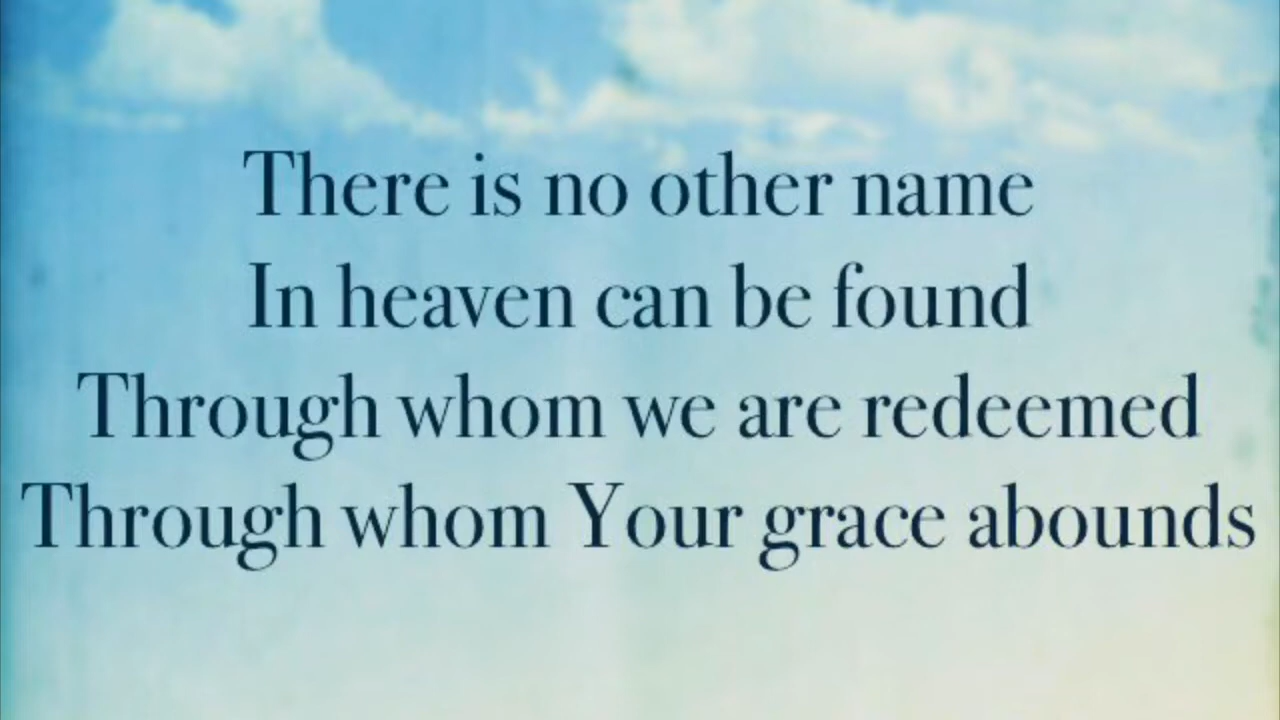 There is no other name
In heaven can be found
Through whom we are redeemed
Through whom Your grace abounds